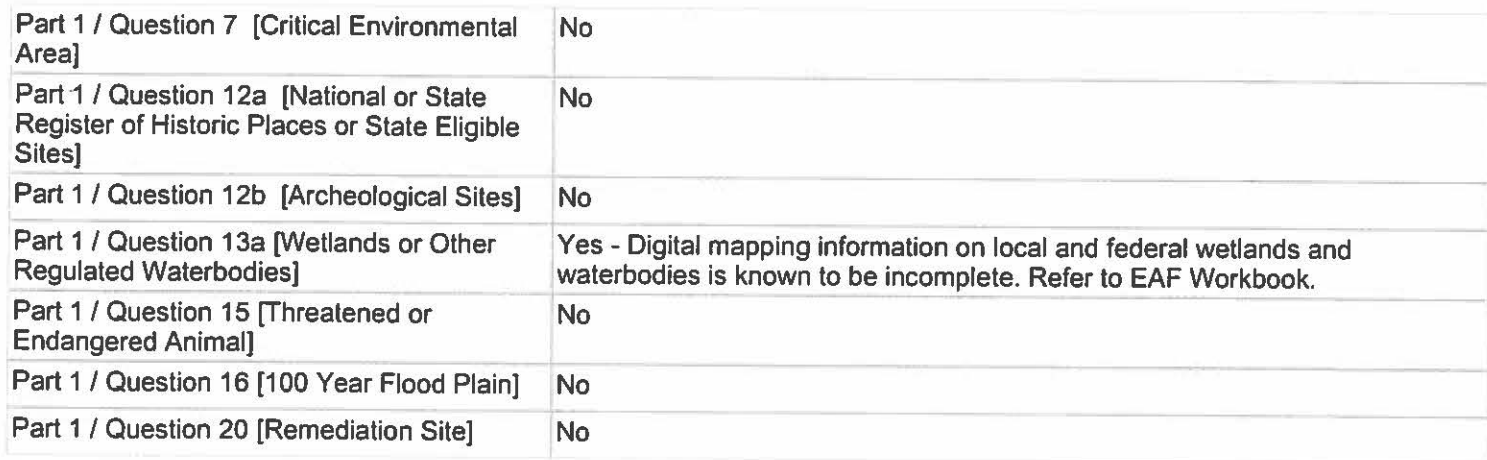 Part 1 / Question 7 [Critical Environmental Area] No
Part 1 / Question 12a [National or State Register of Historic Places or State Eligible Sites] No
Part 1 / Question 12b [Archeological Sites] No
Part 1 / Question 13a [Wetlands or Other Regulated Waterbodies] Yes - Digital mapping information on local and federal wetlands and waterbodies is known to be incomplete. Refer to EAF Workbook.
Part 1 / Question 15 [Threatened or Endangered Animal] No
Part 1 / Question 16 [100 Year Flood Plain] No
Part 1 / Question 20 [Remediation Site] No